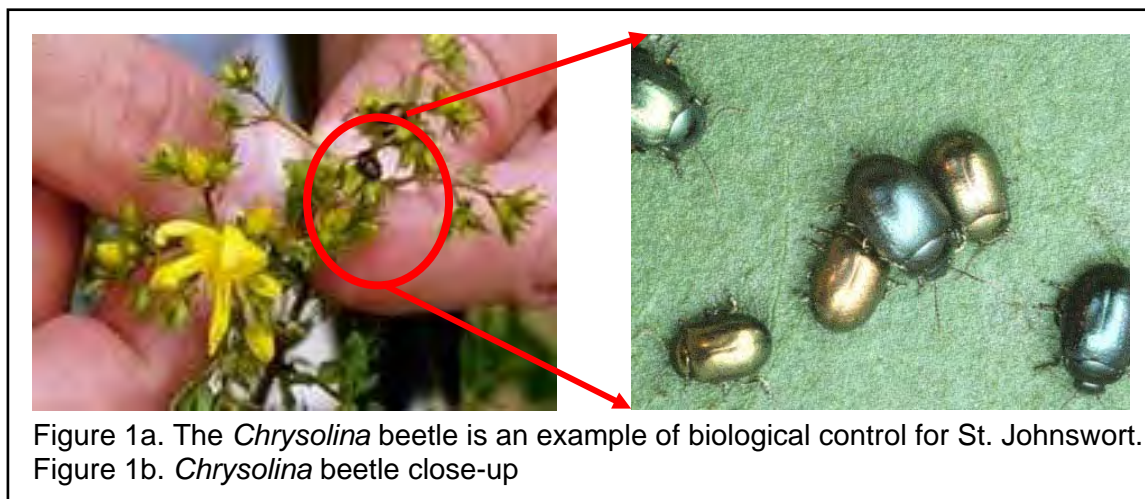 Figure 1a. The Chrysolina beetle is an example of biological control for St. Johnswort.
Figure 1b. Chrysolina beetle close-up